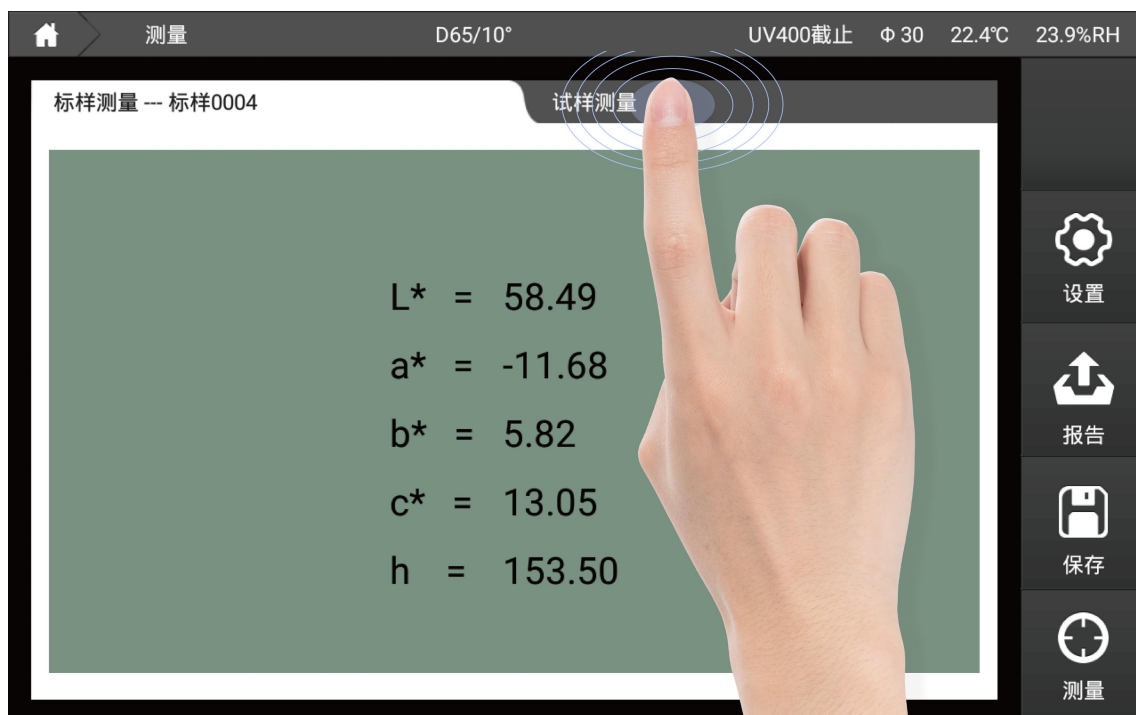 测量 D65/10° UV400截止 Φ 30 22.4℃ 23.9%RH
标样测量 --- 标样0004 试样测量
L* = 58.49
a* = -11.68
b* = 5.82
c* = 13.05
h = 153.50
设置
报告
保存
测量